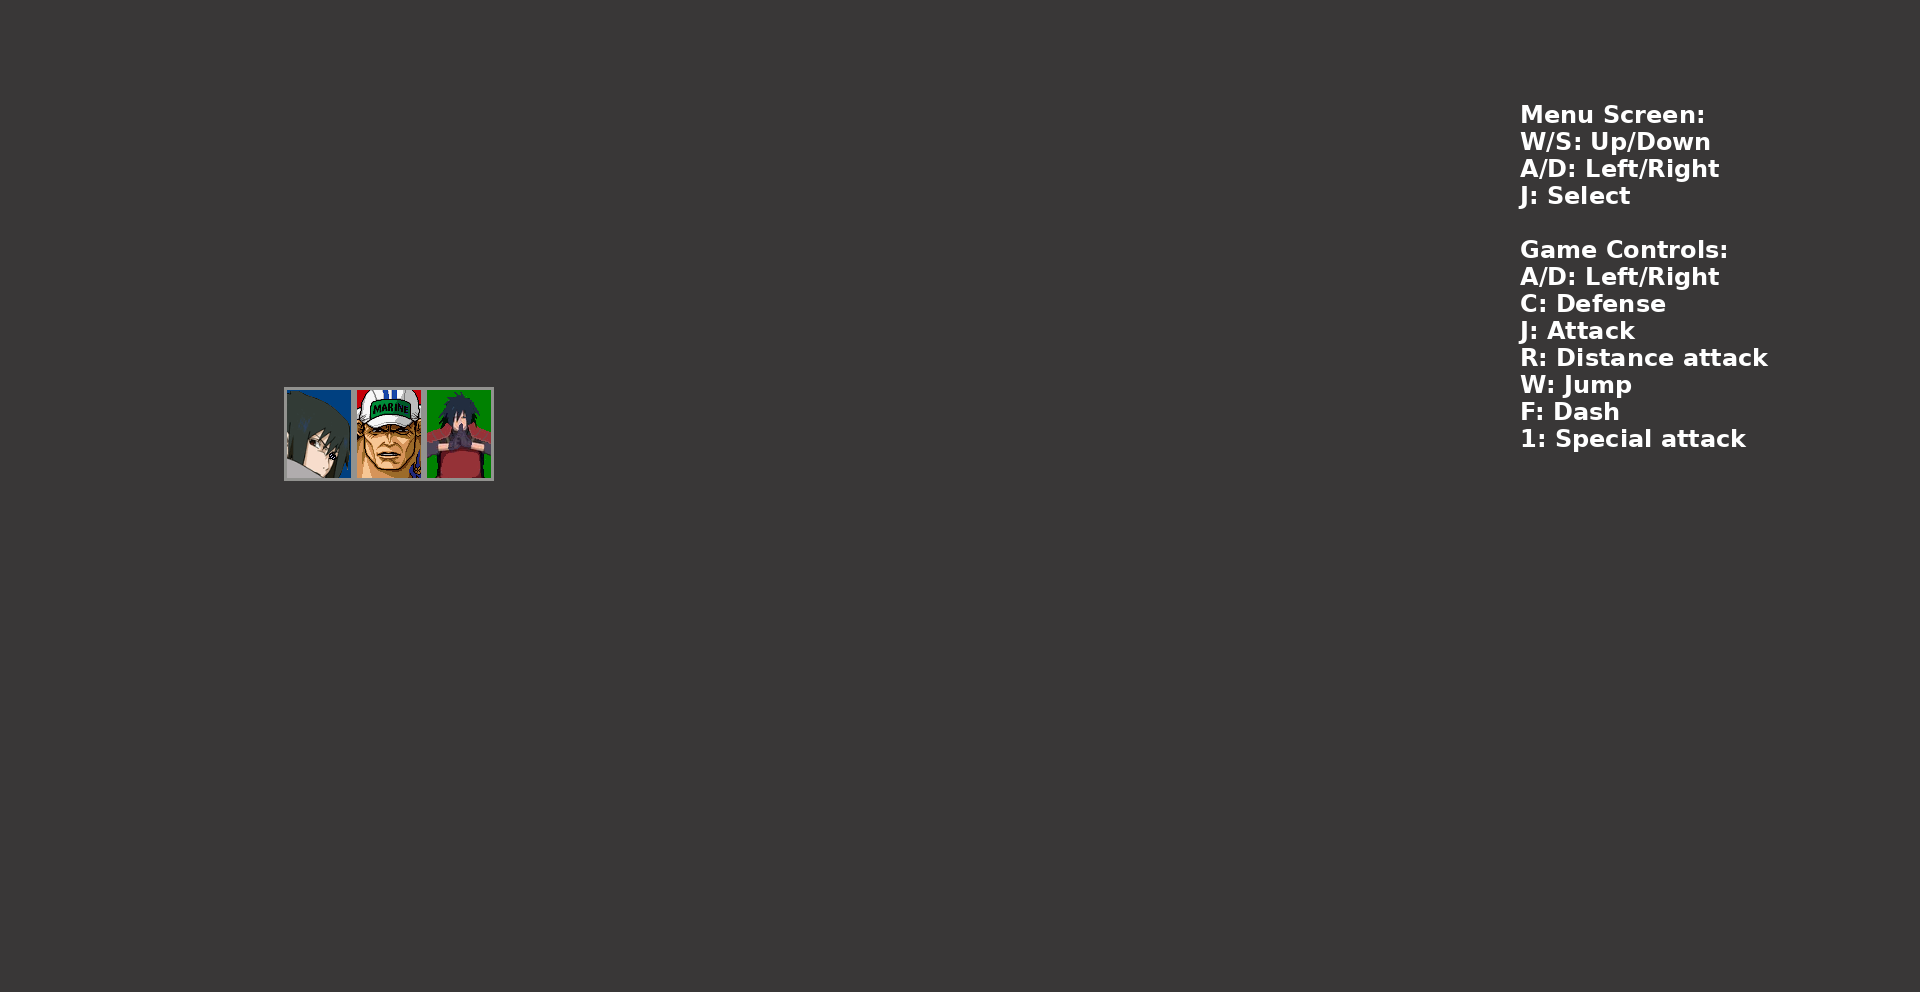 MARINE
Menu Screen:
W/S: Up/Down
A/D: Left/Right
J: Select
Game Controls:
A/D: Left/Right
C: Defense
J: Attack
R: Distance attack
W: Jump
F: Dash
1: Special attack